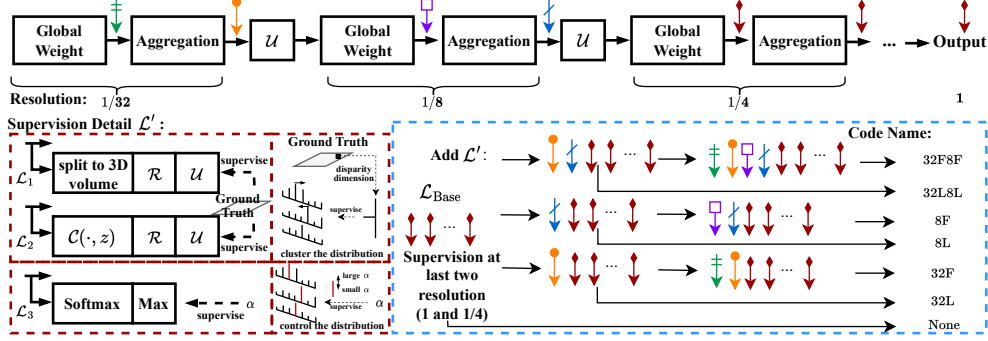 Global
Weight
Aggregation
𝒰
Global
Weight
Aggregation
𝒰
Global
Weight
Aggregation
...
Output
Resolution:
1/32
1/8
1/4
1
Supervision Detail ℒ′ :
ℒ₁
split to 3D
volume
ℛ
𝒰
supervise
Ground
Truth
ℒ₂
𝒞(·, z)
ℛ
𝒰
supervise
Ground Truth
disparity
dimension
supervise
cluster the distribution
ℒ₃
Softmax
Max
supervise
α
large α
small α
supervise
α
control the distribution
Code Name:
Add ℒ′:
...
...
32F8F
32L8L
ℒ_Base
...
...
...
8F
8L
Supervision at
last two
resolution
(1 and 1/4)
...
...
32F
32L
None